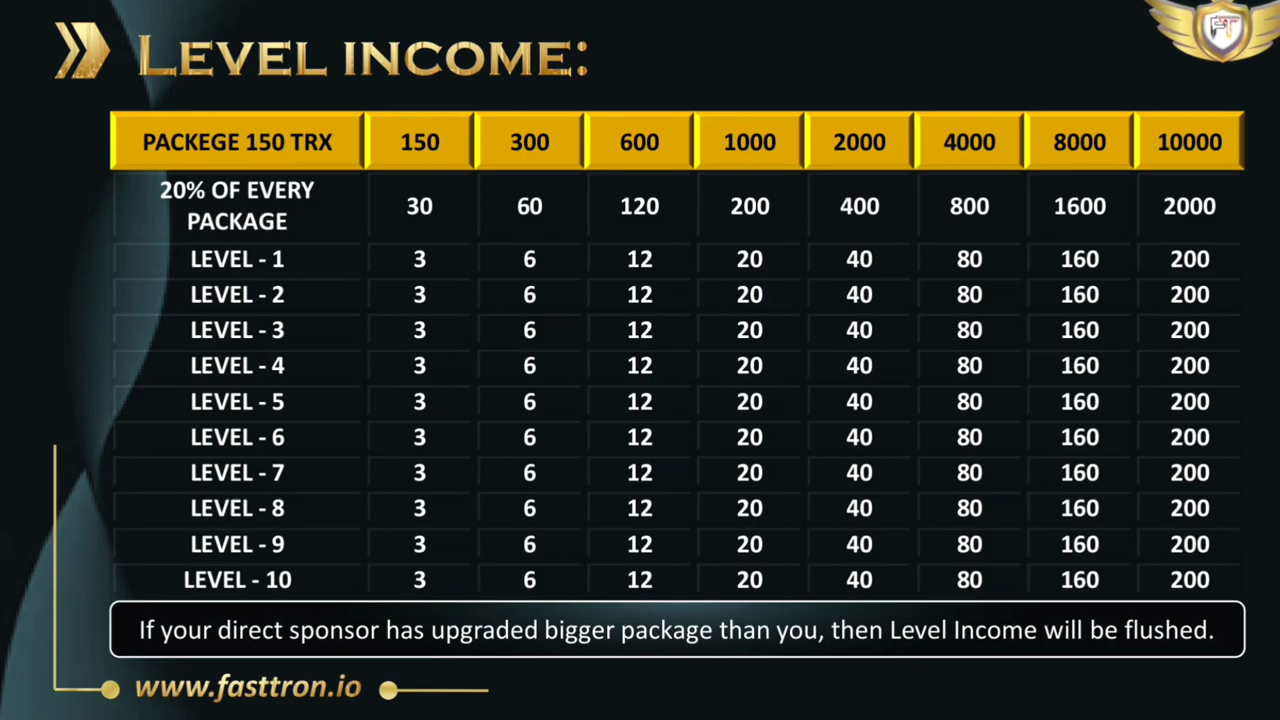 LEVEL INCOME:
PACKEGE 150 TRX 150 300 600 1000 2000 4000 8000 10000
20% OF EVERY
PACKAGE 30 60 120 200 400 800 1600 2000
LEVEL - 1 3 6 12 20 40 80 160 200
LEVEL - 2 3 6 12 20 40 80 160 200
LEVEL - 3 3 6 12 20 40 80 160 200
LEVEL - 4 3 6 12 20 40 80 160 200
LEVEL - 5 3 6 12 20 40 80 160 200
LEVEL - 6 3 6 12 20 40 80 160 200
LEVEL - 7 3 6 12 20 40 80 160 200
LEVEL - 8 3 6 12 20 40 80 160 200
LEVEL - 9 3 6 12 20 40 80 160 200
LEVEL - 10 3 6 12 20 40 80 160 200
If your direct sponsor has upgraded bigger package than you, then Level Income will be flushed.
www.fasttron.io